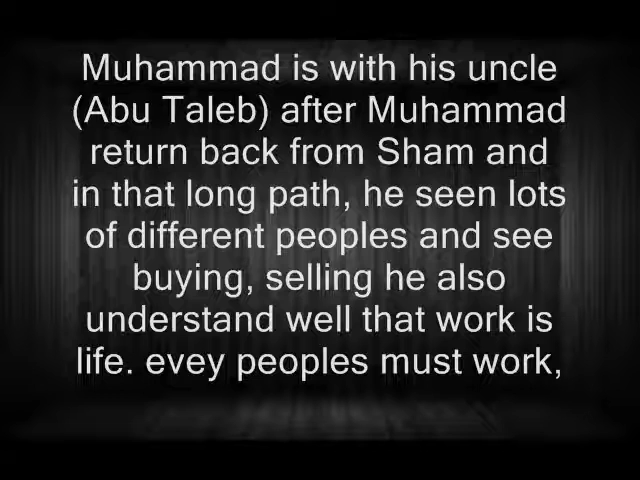 Muhammad is with his uncle
(Abu Taleb) after Muhammad
return back from Sham and
in that long path, he seen lots
of different peoples and see
buying, selling he also
understand well that work is
life. evey peoples must work,